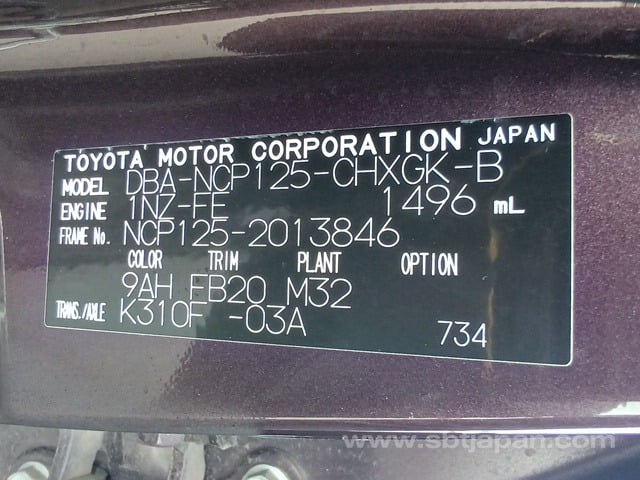 TOYOTA MOTOR CORPORATION JAPAN
MODEL DBA-NCP125-CHXGK-B
ENGINE 1NZ-FE 1496 mL
FRAME No. NCP125-2013846
COLOR TRIM PLANT OPTION
9AH FB20 M32
TRANS./AXLE K310F -03A
734
www.sbtjapan.com